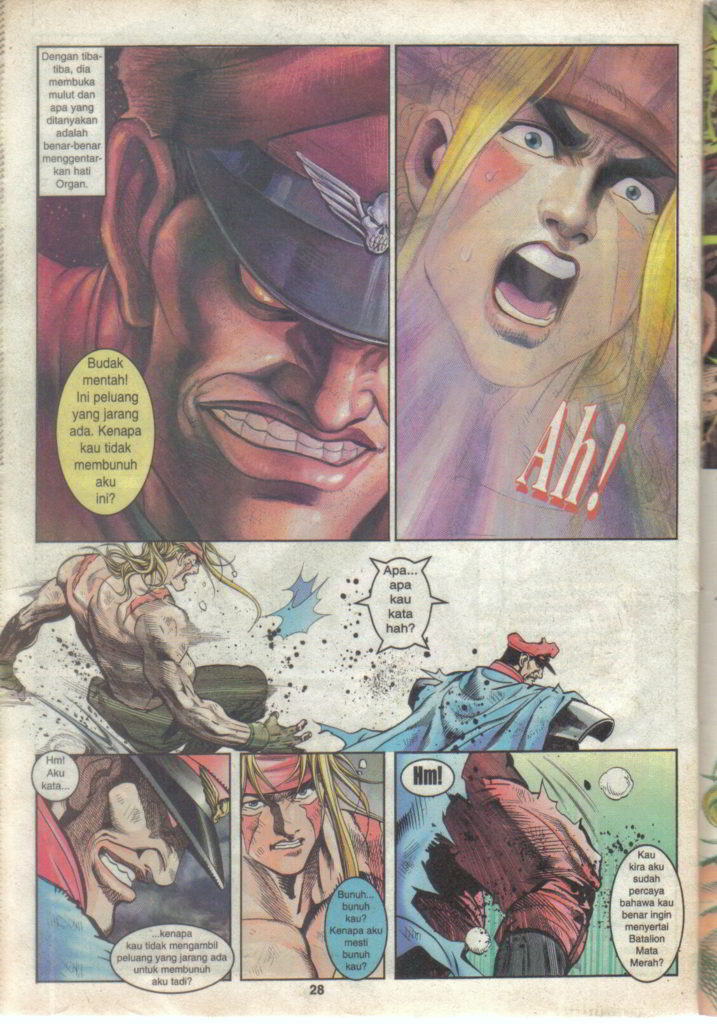 Dengan tiba-
tiba, dia
membuka
mulut dan
apa yang
ditanyakan
adalah
benar-benar
menggentar-
kan hati
Organ.
Budak
mentah!
Ini peluang
yang jarang
ada. Kenapa
kau tidak
membunuh
aku
ini?
Ah!
Apa...
apa
kau
kata
hah?
Hm!
Aku
kata...
...kenapa
kau tidak mengambil
peluang yang jarang ada
untuk membunuh
aku tadi?
Bunuh...
bunuh
kau?
Kenapa aku
mesti
bunuh
kau?
Hm!
Kau
kira aku
sudah
percaya
bahawa kau
benar ingin
menyertai
Batalion
Mata
Merah?
28